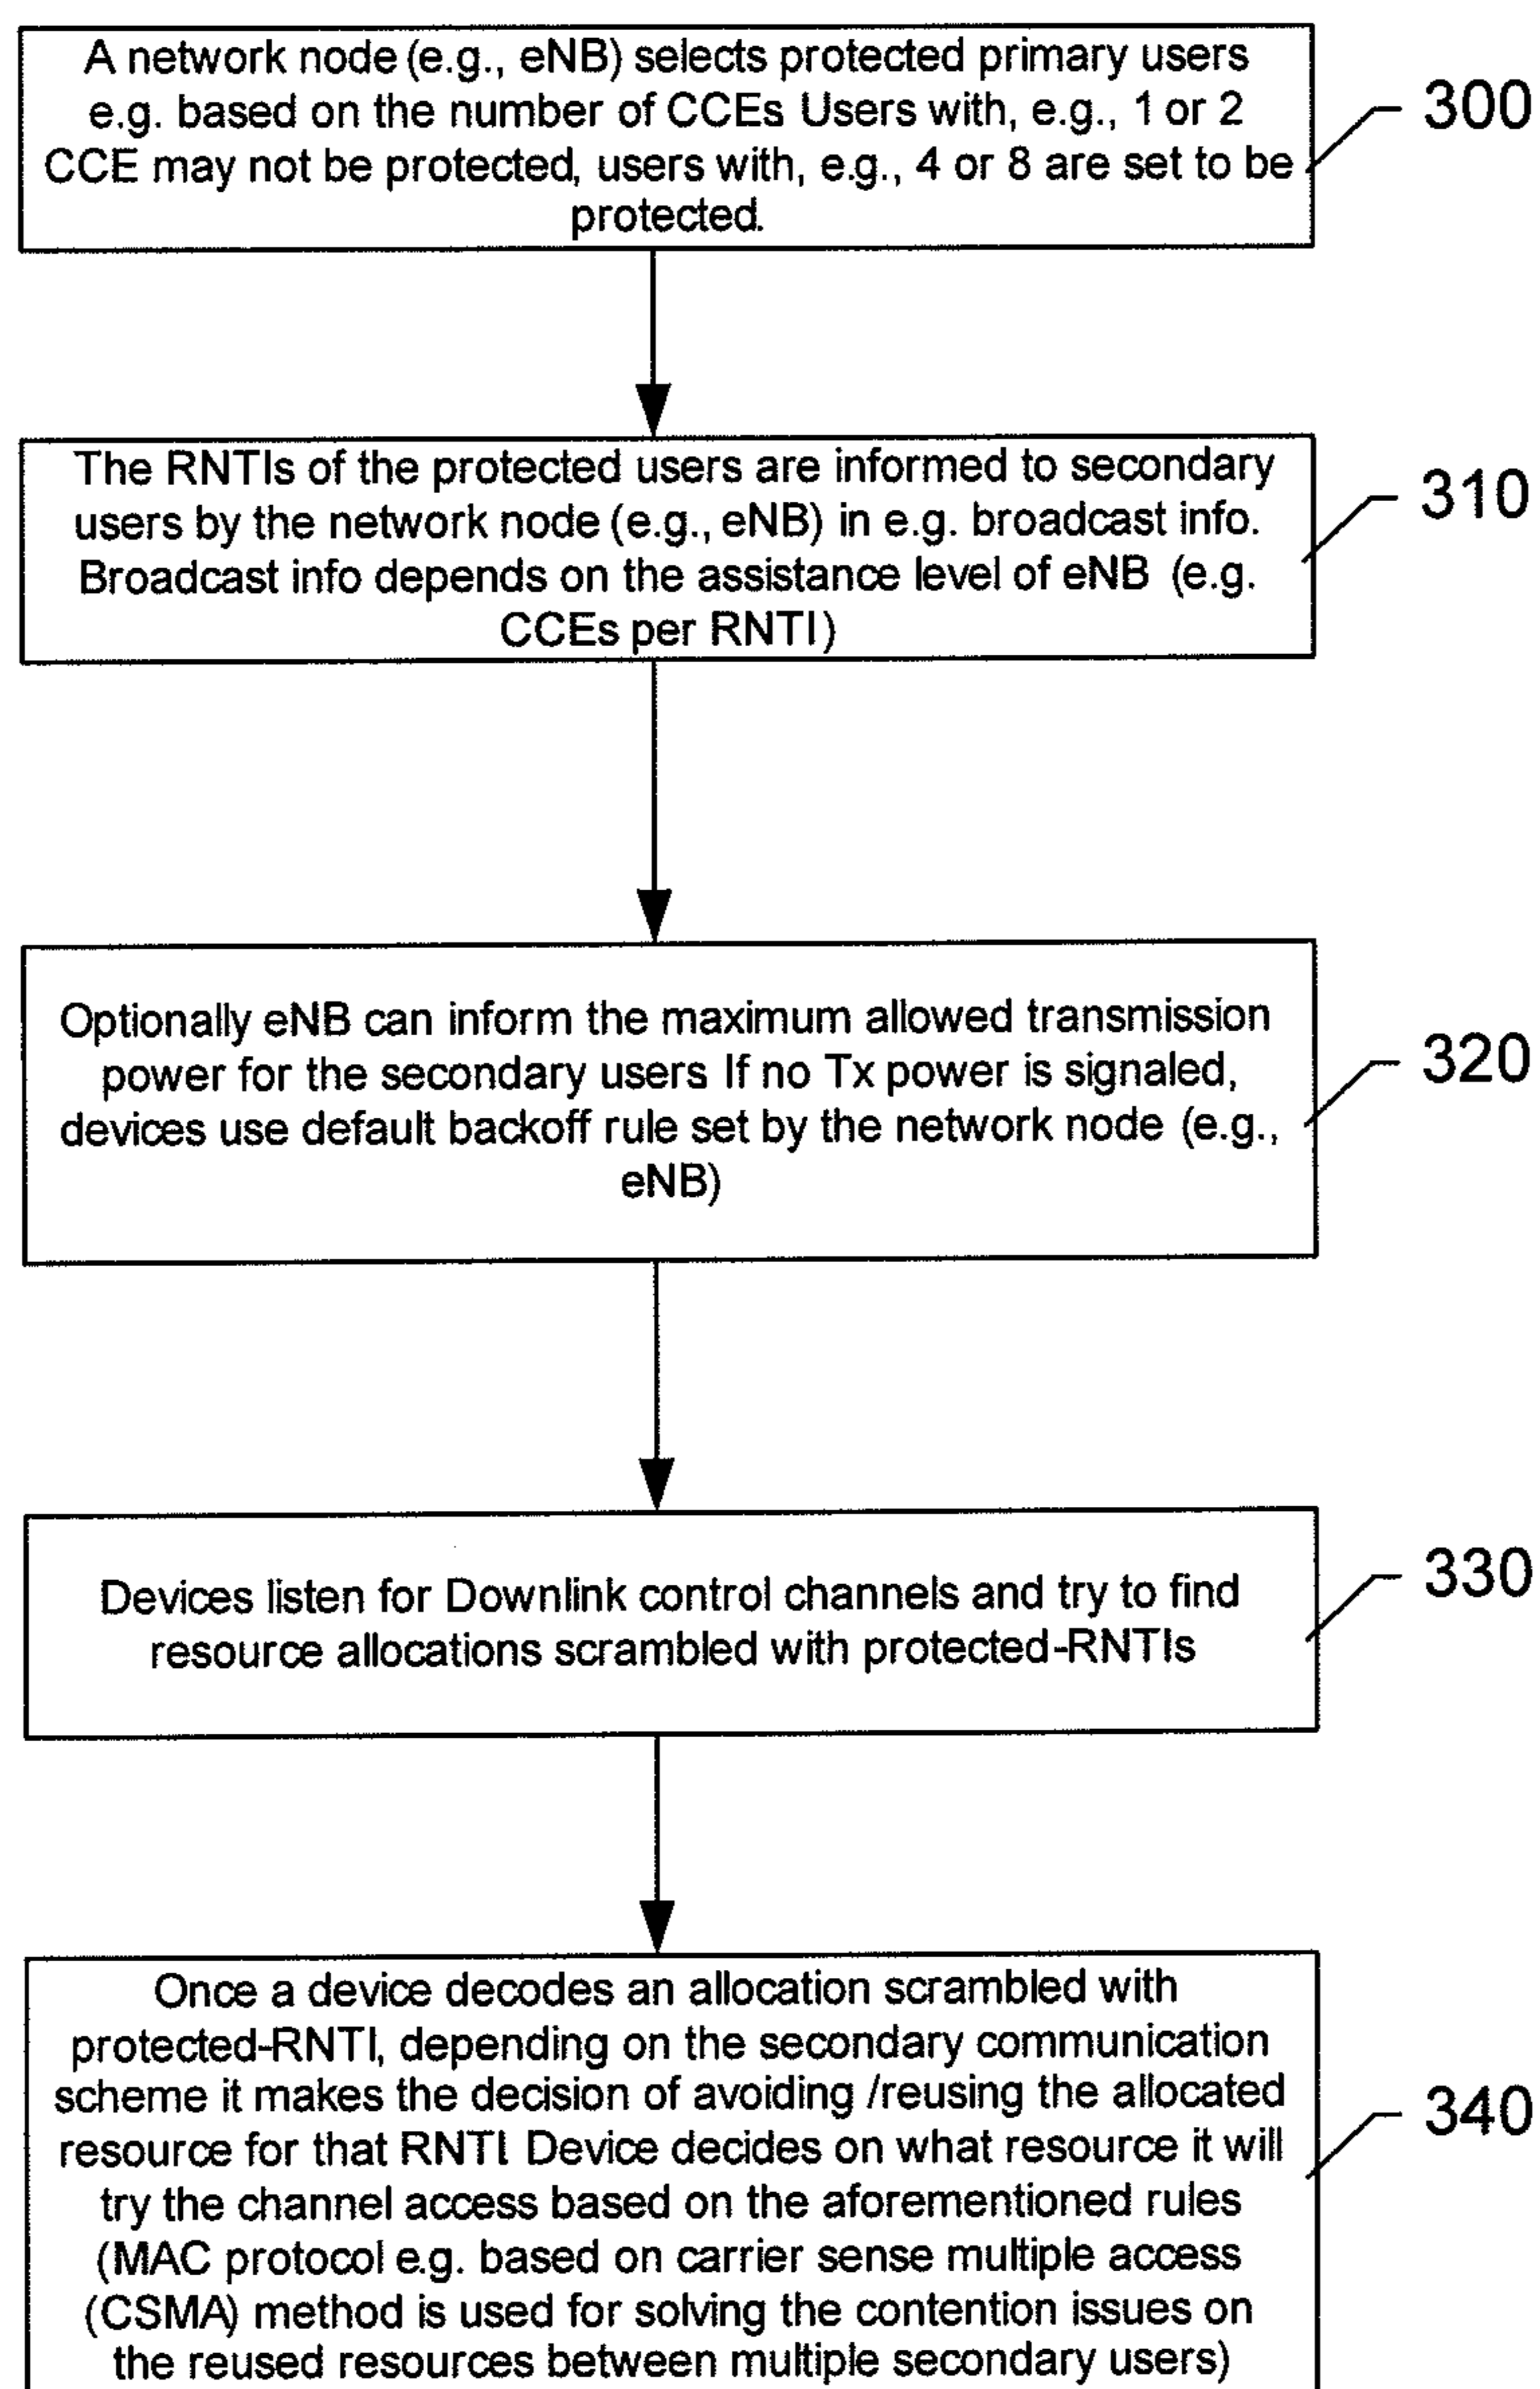 A network node (e.g., eNB) selects protected primary users
e.g. based on the number of CCEs Users with, e.g., 1 or 2
CCE may not be protected, users with, e.g., 4 or 8 are set to be
protected.
300
The RNTIs of the protected users are informed to secondary
users by the network node (e.g., eNB) in e.g. broadcast info.
Broadcast info depends on the assistance level of eNB (e.g.
CCEs per RNTI)
310
Optionally eNB can inform the maximum allowed transmission
power for the secondary users If no Tx power is signaled,
devices use default backoff rule set by the network node (e.g.,
eNB)
320
Devices listen for Downlink control channels and try to find
resource allocations scrambled with protected-RNTIs
330
Once a device decodes an allocation scrambled with
protected-RNTI, depending on the secondary communication
scheme it makes the decision of avoiding /reusing the allocated
resource for that RNTI Device decides on what resource it will
try the channel access based on the aforementioned rules
(MAC protocol e.g. based on carrier sense multiple access
(CSMA) method is used for solving the contention issues on
the reused resources between multiple secondary users)
340